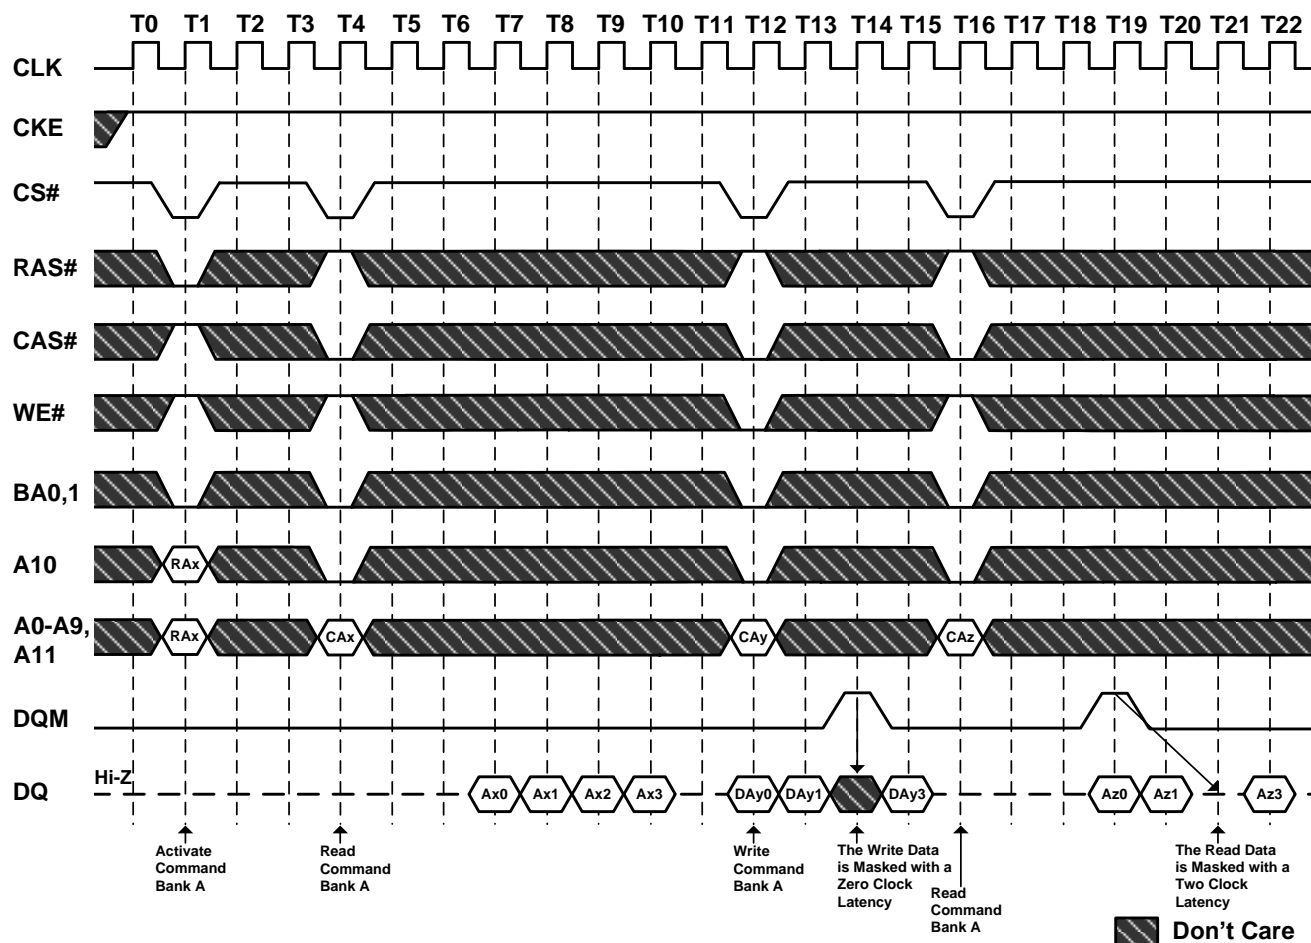 T0 T1 T2 T3 T4 T5 T6 T7 T8 T9 T10 T11 T12 T13 T14 T15 T16 T17 T18 T19 T20 T21 T22
CLK
CKE
CS#
RAS#
CAS#
WE#
BA0,1
A10 RAx
A0-A9,
A11
RAx CAx CAy CAz
DQM
Hi-Z
DQ Ax0 Ax1 Ax2 Ax3 DAy0 DAy1 DAy3 Az0 Az1 Az3
Activate
Command
Bank A
Read
Command
Bank A
Write
Command
Bank A
The Write Data
is Masked with a
Zero Clock
Latency
Read
Command
Bank A
The Read Data
is Masked with a
Two Clock
Latency
Don't Care